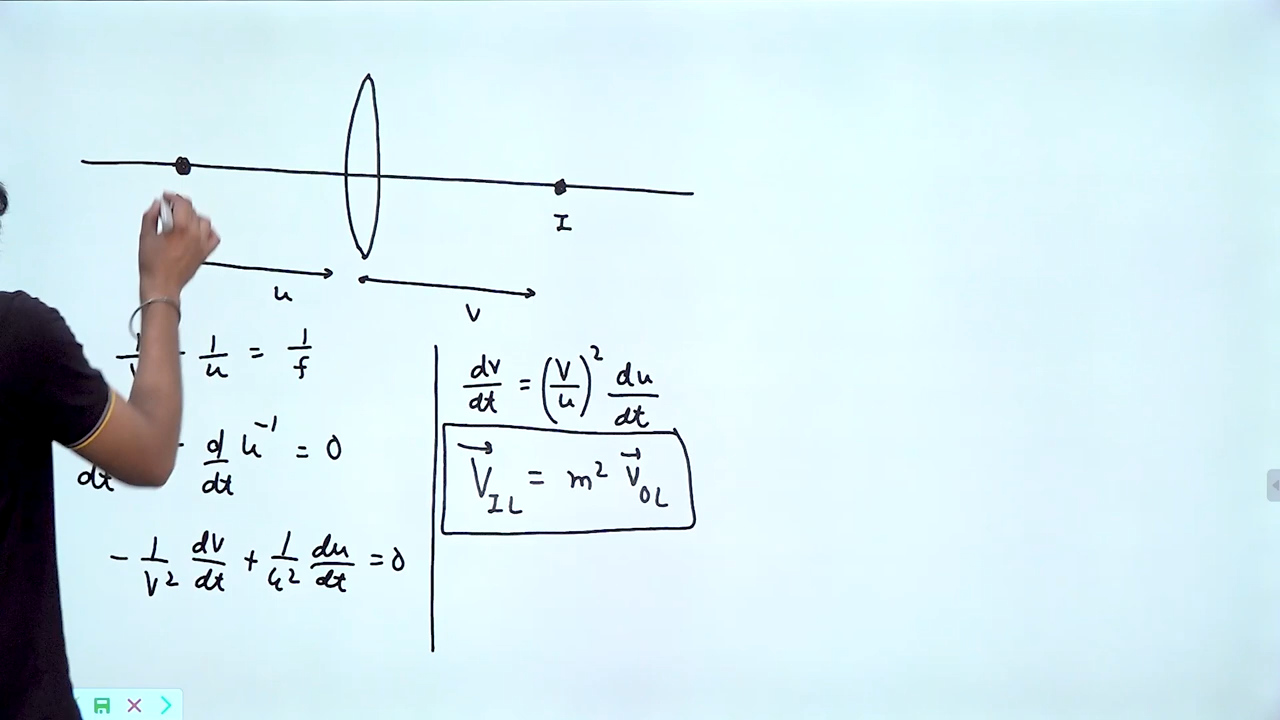 I
u
v
1/u = 1/f
d/dt u^-1 = 0
dt
- 1/v² dv/dt + 1/u² du/dt = 0
dv/dt = (v/u)² du/dt
V⃗_IL = m² V⃗_OL